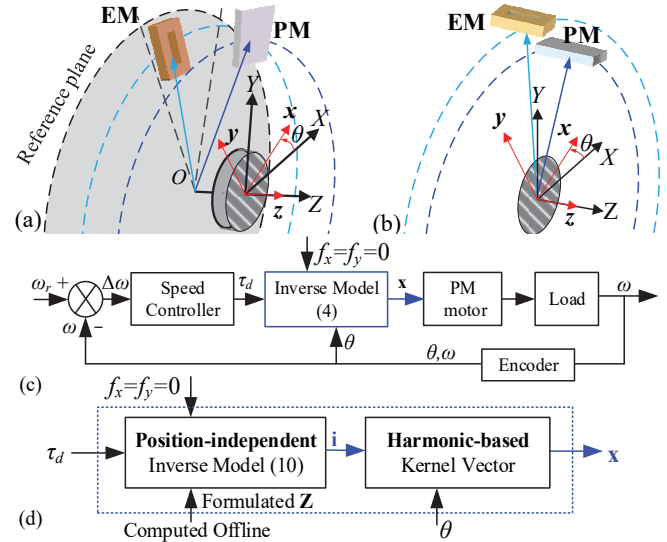 EM
PM
Reference plane
Y
x
X
y
θ
O
z
Z
(a)
EM
PM
Y
x
y
θ
X
z
Z
(b)
f_x=f_y=0
ω_r + Δω Speed Controller τ_d Inverse Model (4) x PM motor Load ω
ω −
θ
θ,ω
Encoder
(c)
f_x=f_y=0
τ_d
Position-independent
Inverse Model (10)
i
Harmonic-based
Kernel Vector
x
Formulated Z
Computed Offline
θ
(d)